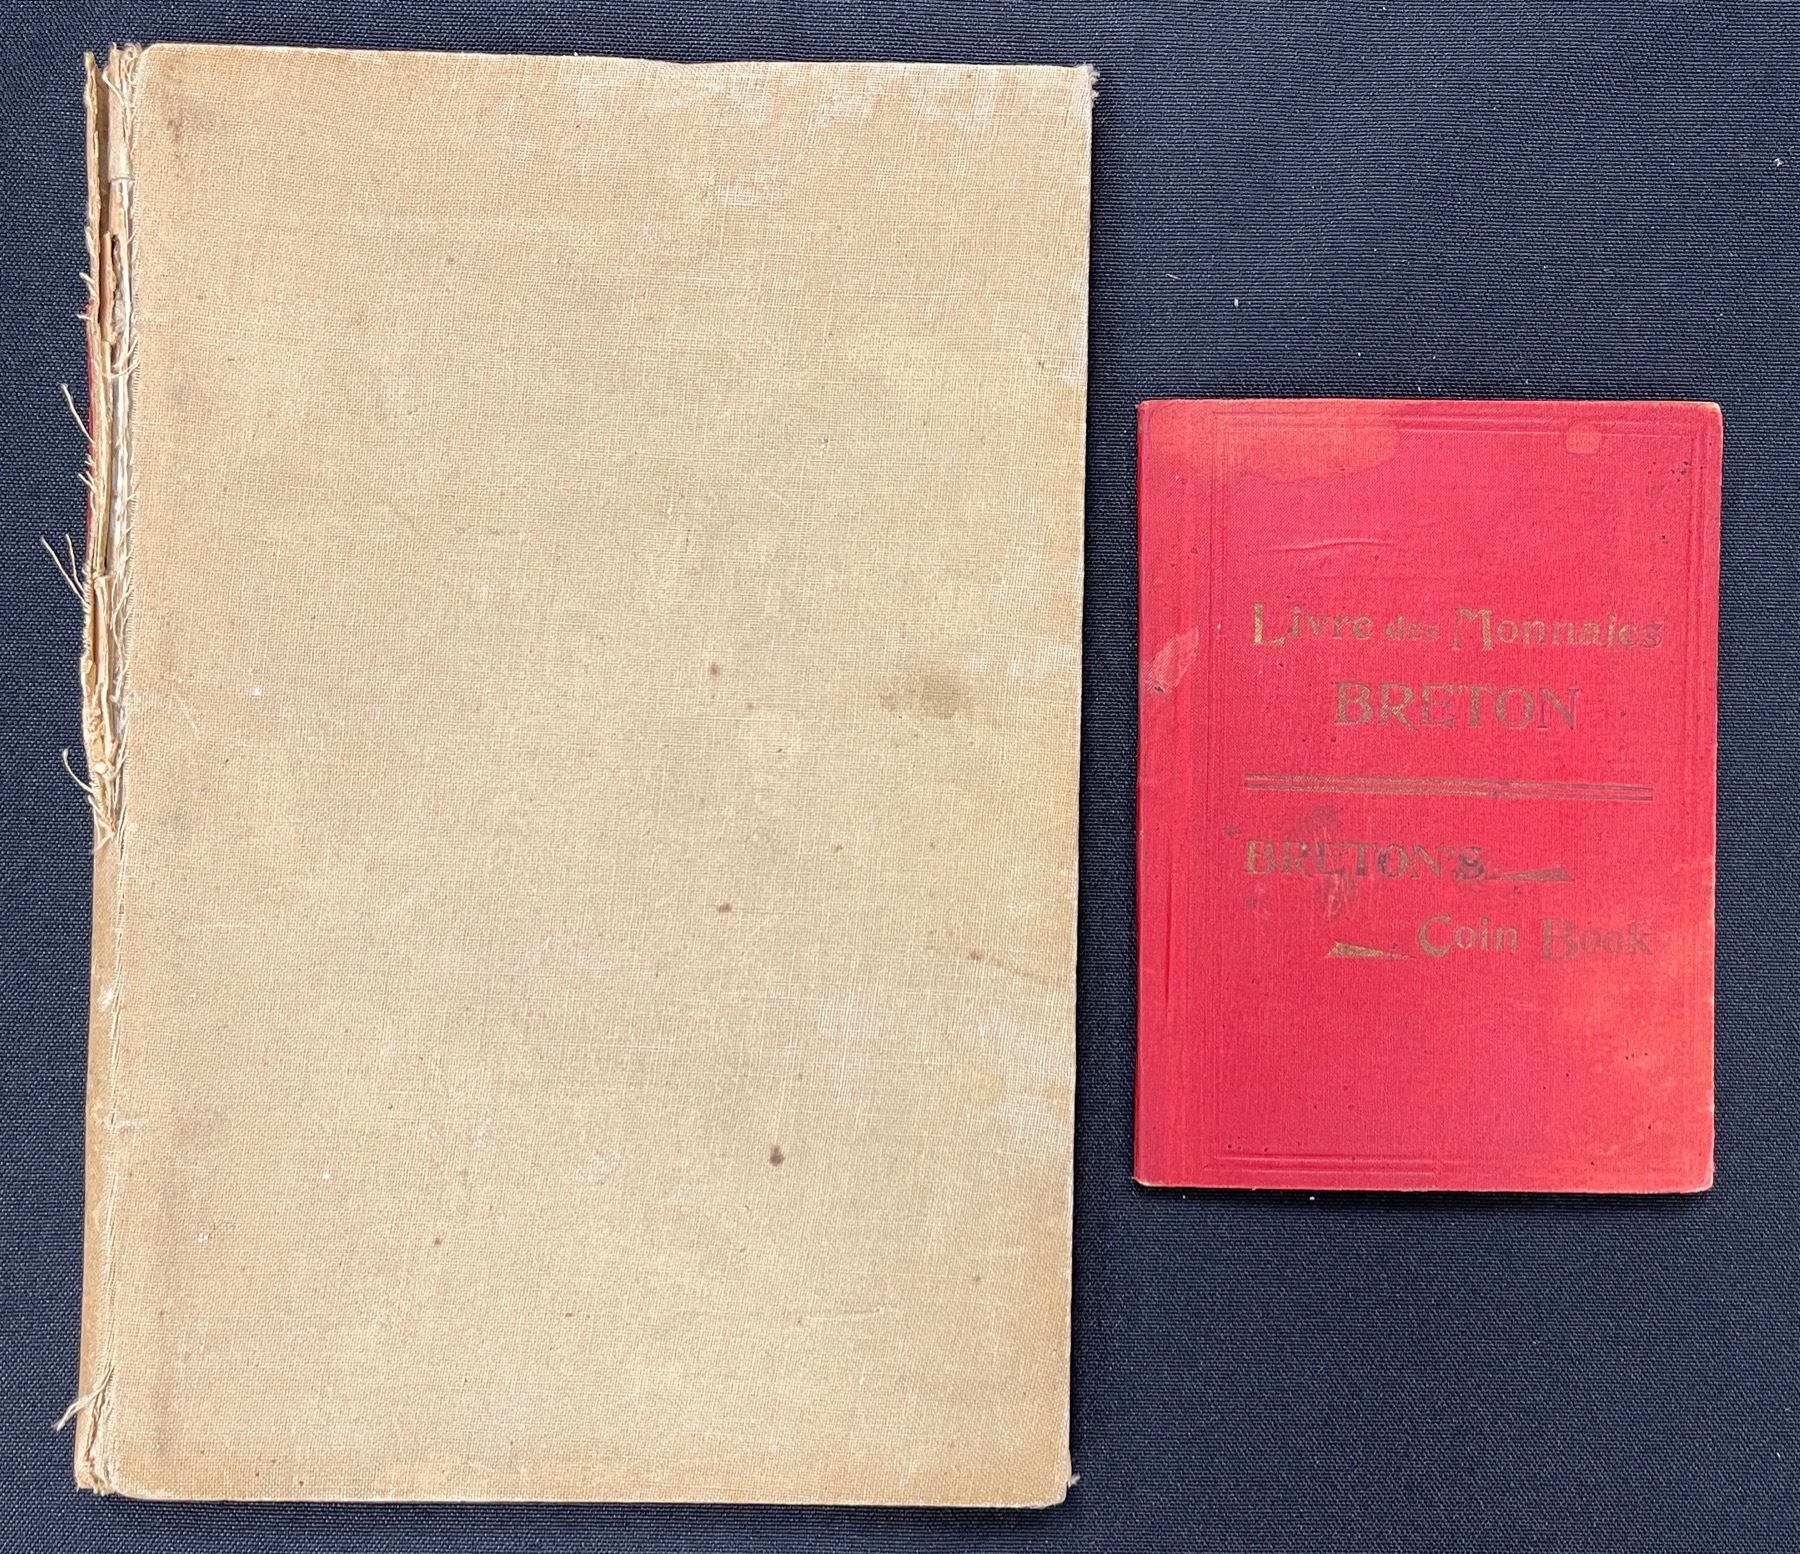 Livre des Monnaies
BRETON
BRETON'S
Coin Book